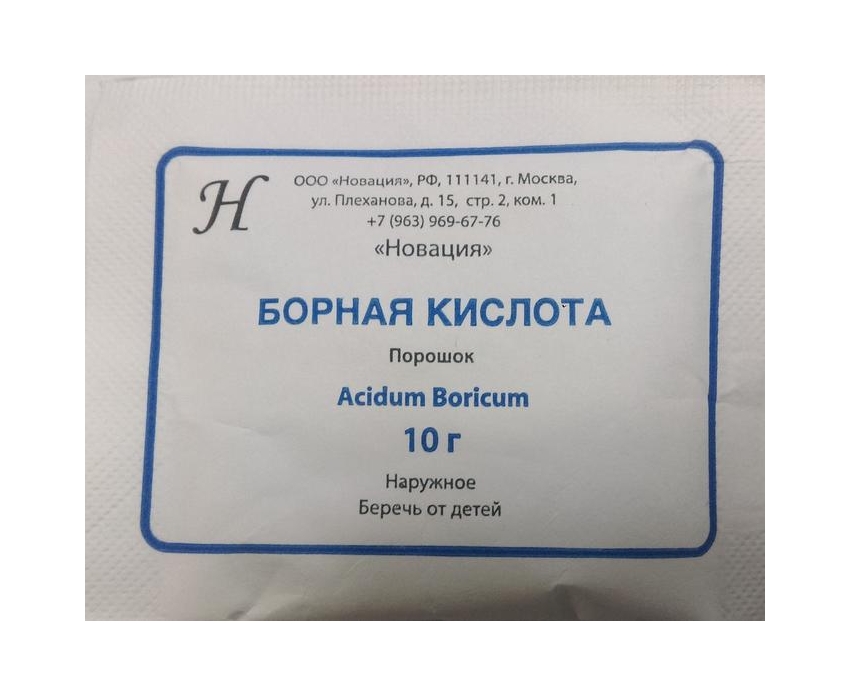 Н
ООО «Новация», РФ, 111141, г. Москва,
ул. Плеханова, д. 15, стр. 2, ком. 1
+7 (963) 969-67-76
«Новация»
БОРНАЯ КИСЛОТА
Порошок
Acidum Boricum
10 г
Наружное
Беречь от детей